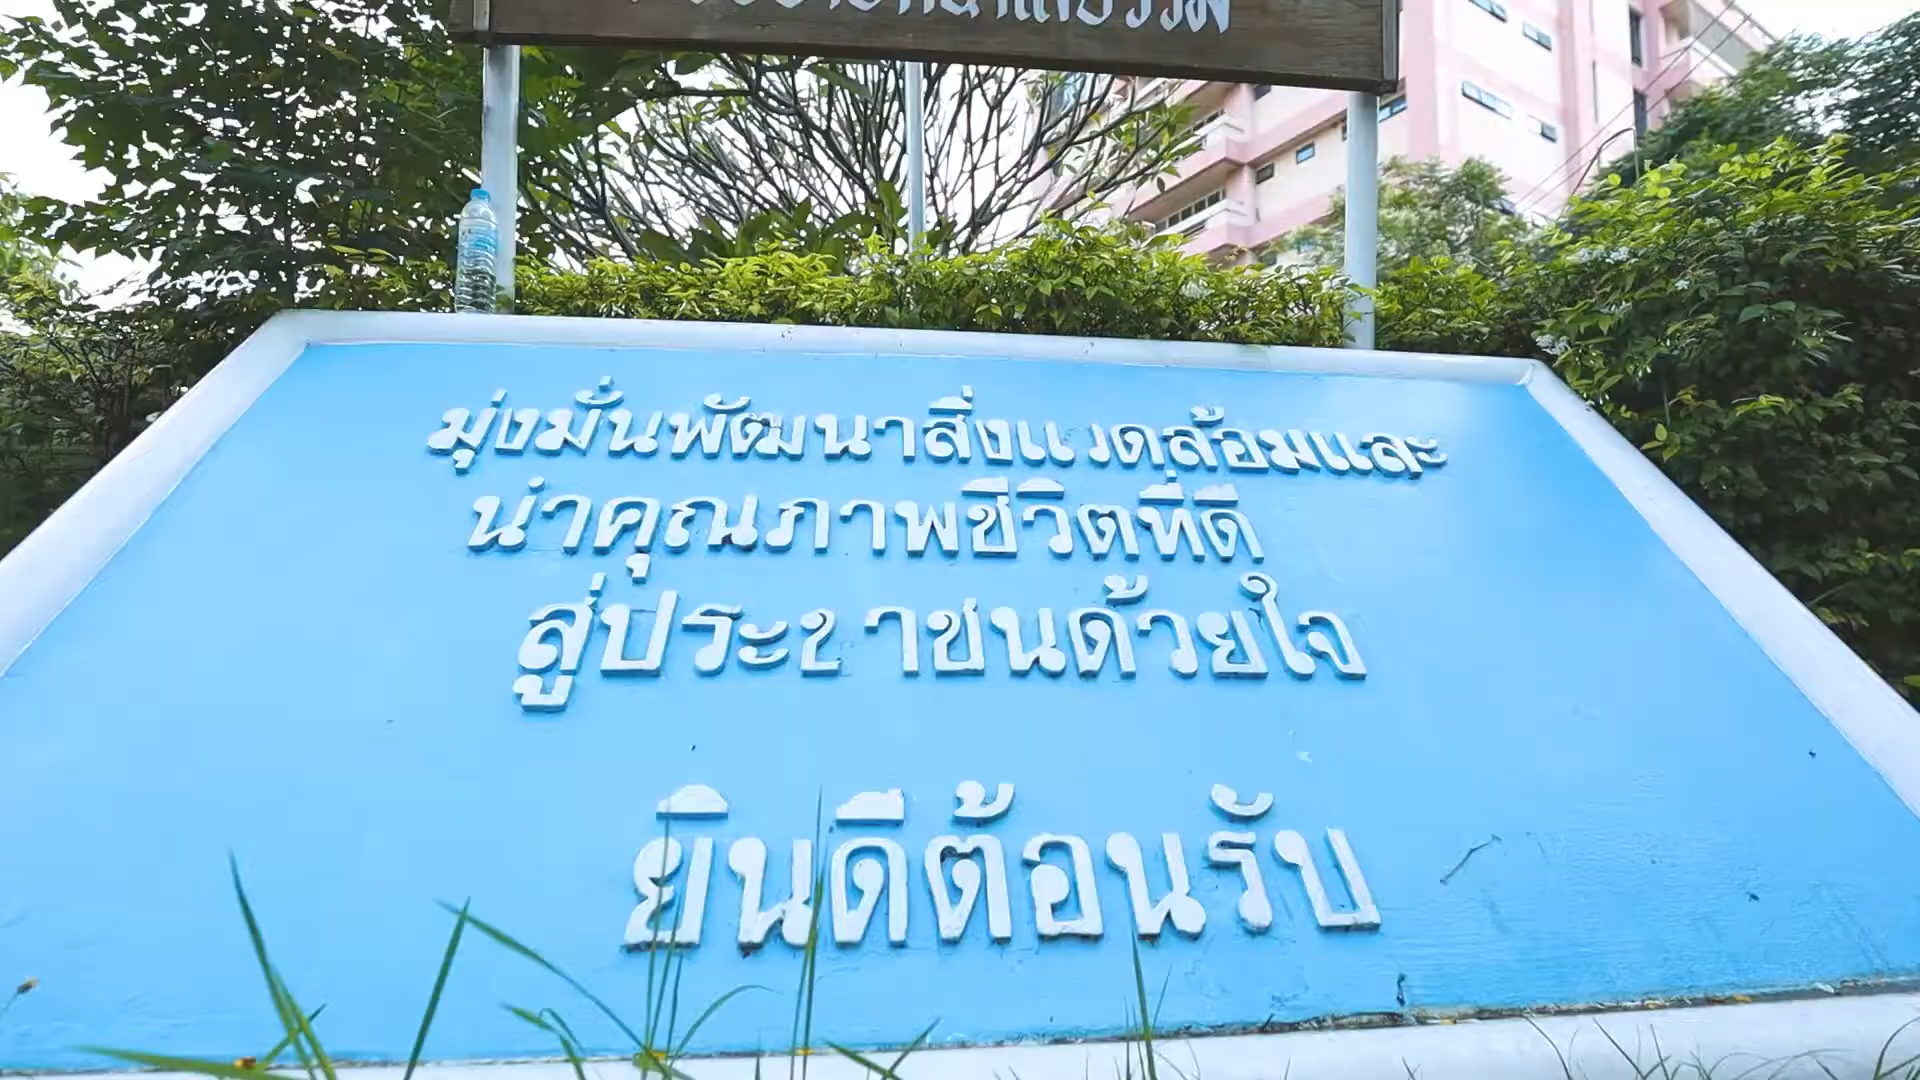 มุ่งมั่นพัฒนาสิ่งแวดล้อมและ
นำคุณภาพชีวิตที่ดี
สู่ประชาชนด้วยใจ
ยินดีต้อนรับ